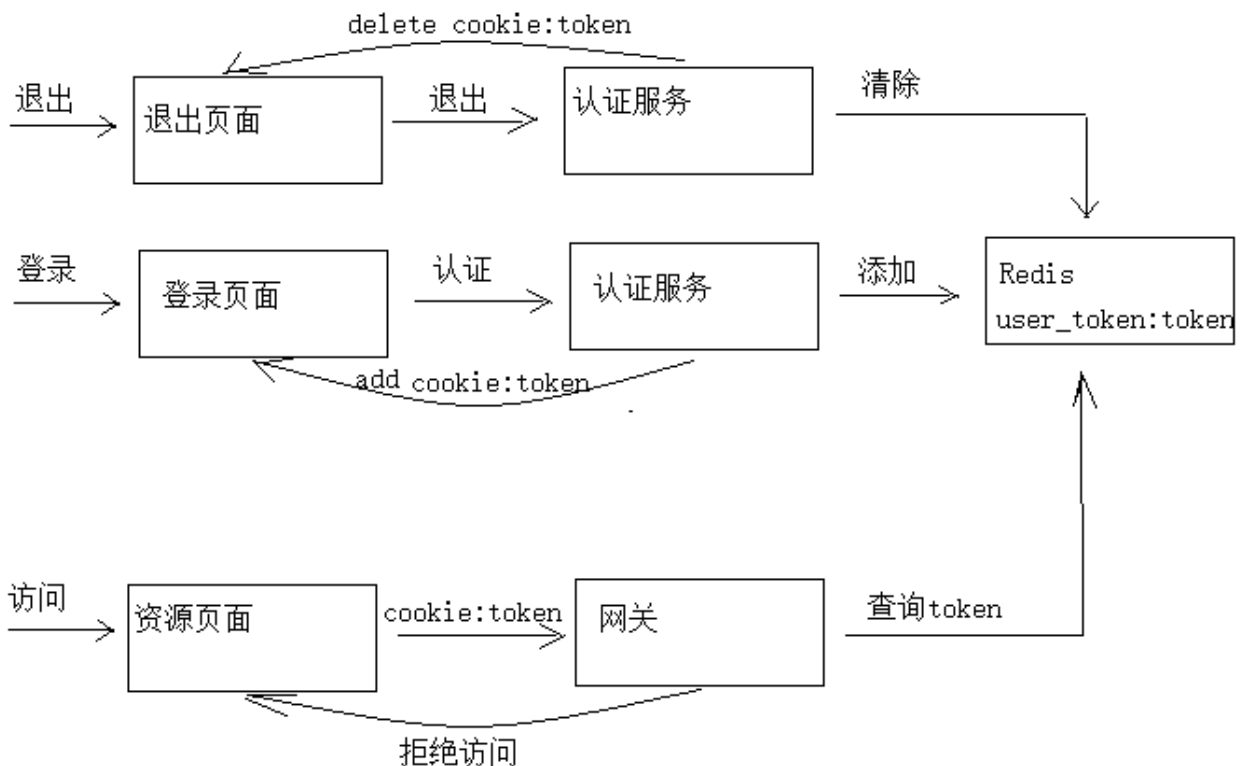 delete cookie:token
退出
退出页面
退出
认证服务
清除
登录
登录页面
认证
认证服务
添加
Redis
user_token:token
add cookie:token
访问
资源页面
cookie:token
网关
查询token
拒绝访问